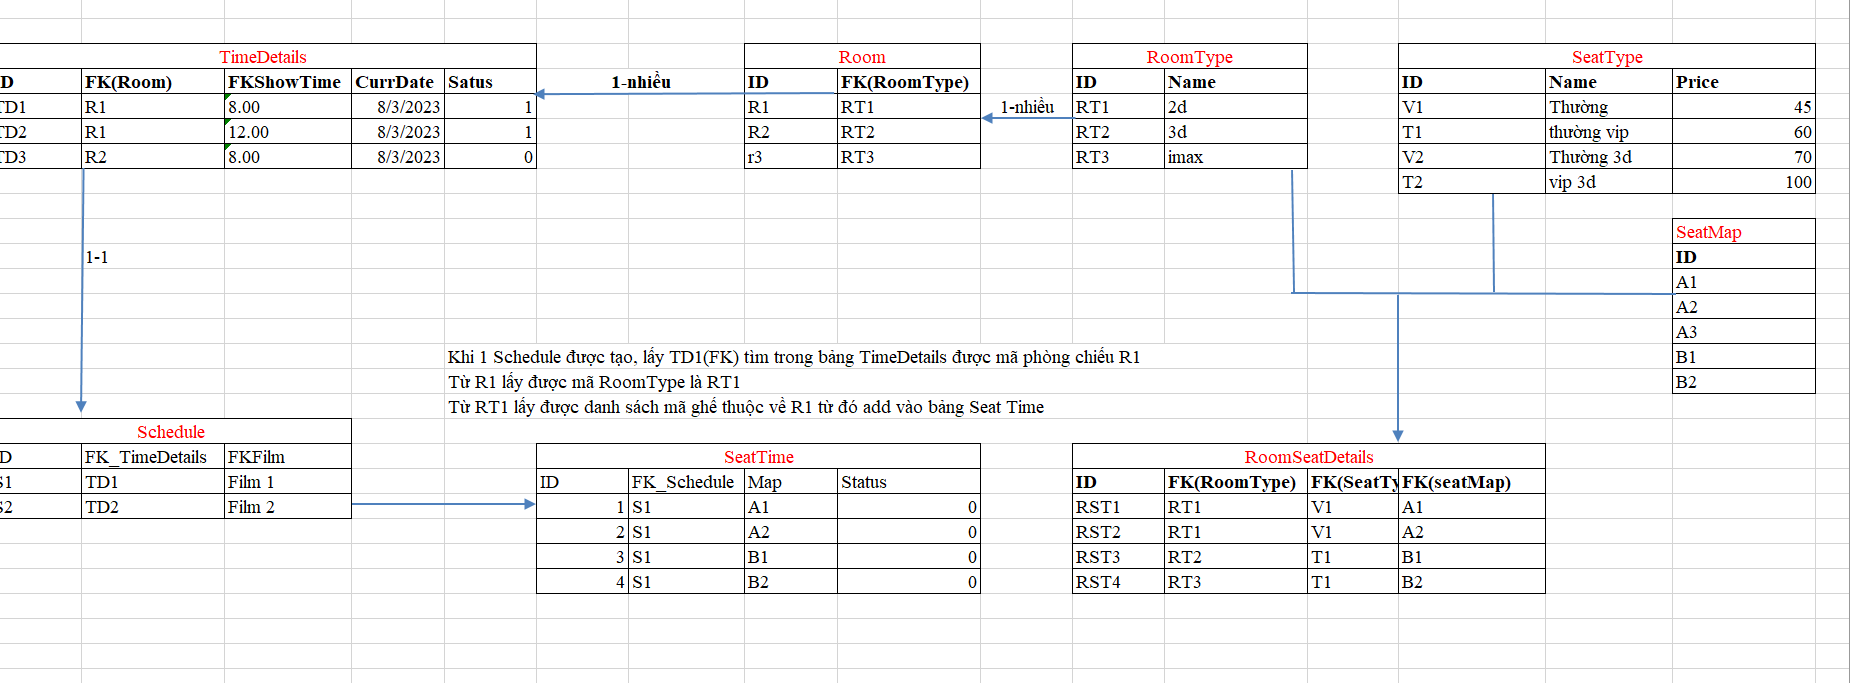 TimeDetails
ID FK(Room) FKShowTime CurrDate Satus
TD1 R1 8.00 8/3/2023 1
TD2 R1 12.00 8/3/2023 1
TD3 R2 8.00 8/3/2023 0
1-nhiều
Room
ID FK(RoomType)
R1 RT1
R2 RT2
r3 RT3
1-nhiều
RoomType
ID Name
RT1 2d
RT2 3d
RT3 imax
SeatType
ID Name Price
V1 Thường 45
T1 thường vip 60
V2 Thường 3d 70
T2 vip 3d 100
SeatMap
ID
A1
A2
A3
B1
B2
1-1
Khi 1 Schedule được tạo, lấy TD1(FK) tìm trong bảng TimeDetails được mã phòng chiếu R1
Từ R1 lấy được mã RoomType là RT1
Từ RT1 lấy được danh sách mã ghế thuộc về R1 từ đó add vào bảng Seat Time
Schedule
ID FK_TimeDetails FKFilm
S1 TD1 Film 1
S2 TD2 Film 2
SeatTime
ID FK_Schedule Map Status
1 S1 A1 0
2 S1 A2 0
3 S1 B1 0
4 S1 B2 0
RoomSeatDetails
ID FK(RoomType) FK(SeatTy FK(seatMap)
RST1 RT1 V1 A1
RST2 RT1 V1 A2
RST3 RT2 T1 B1
RST4 RT3 T1 B2